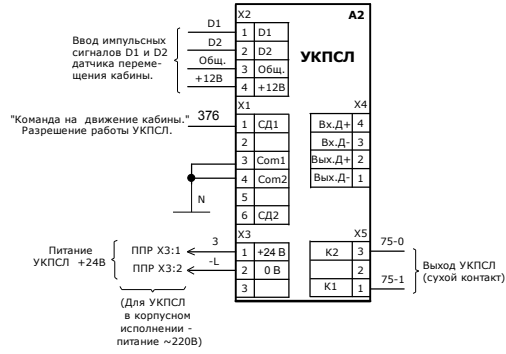 X2
A2
D1
1 D1
Ввод импульсных
сигналов D1 и D2
датчика переме-
щения кабины.
D2
2 D2
Общ.
3 Общ.
+12В
4 +12В
УКПСЛ
X1
"Команда на движение кабины."
Разрешение работы УКПСЛ.
376
1 СД1
2
3 Com1
4 Com2
N
5
6 СД2
X4
Вх.Д+ 4
Вх.Д- 3
Вых.Д+ 2
Вых.Д- 1
X3
Питание
УКПСЛ +24В
ППР Х3:1
3
1 +24 В
ППР Х3:2
-L
2 0 В
3
(Для УКПСЛ
в корпусном
исполнении -
питание ~220В)
X5
К2 3
75-0
2
К1 1
75-1
Выход УКПСЛ
(сухой контакт)